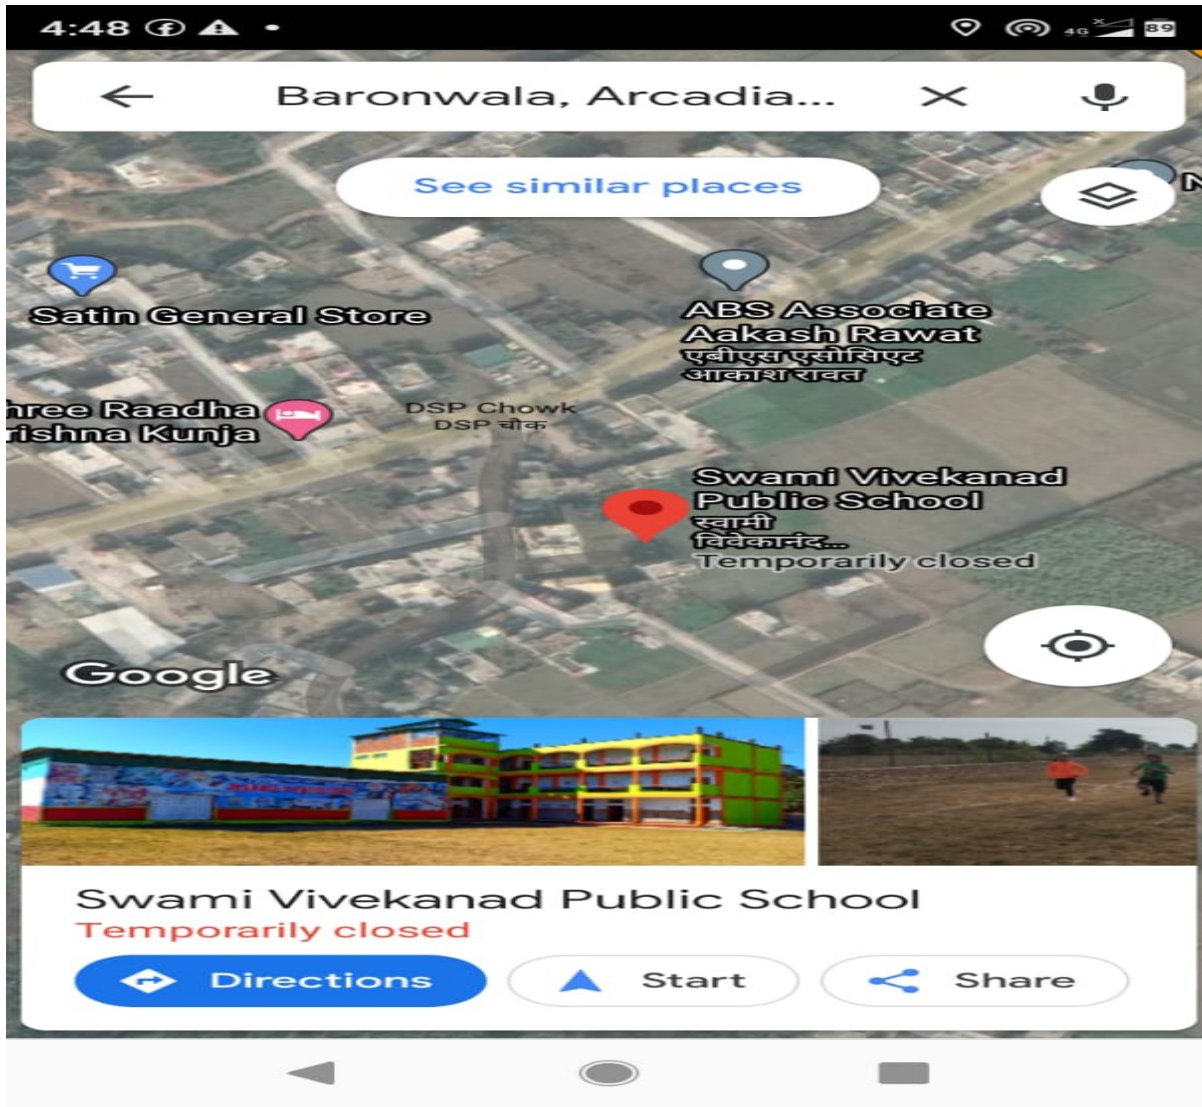 4:48
4G 89
Baronwala, Arcadia...
See similar places
N
Satin General Store
ABS Associate
Aakash Rawat
एबीएस एसोसिएट
आकाश रावत
hree Raadha
rishna Kunja
DSP Chowk
DSP चौक
Swami Vivekanad
Public School
स्वामी
विवेकानंद...
Temporarily closed
Google
Swami Vivekanad Public School
Temporarily closed
Directions
Start
Share